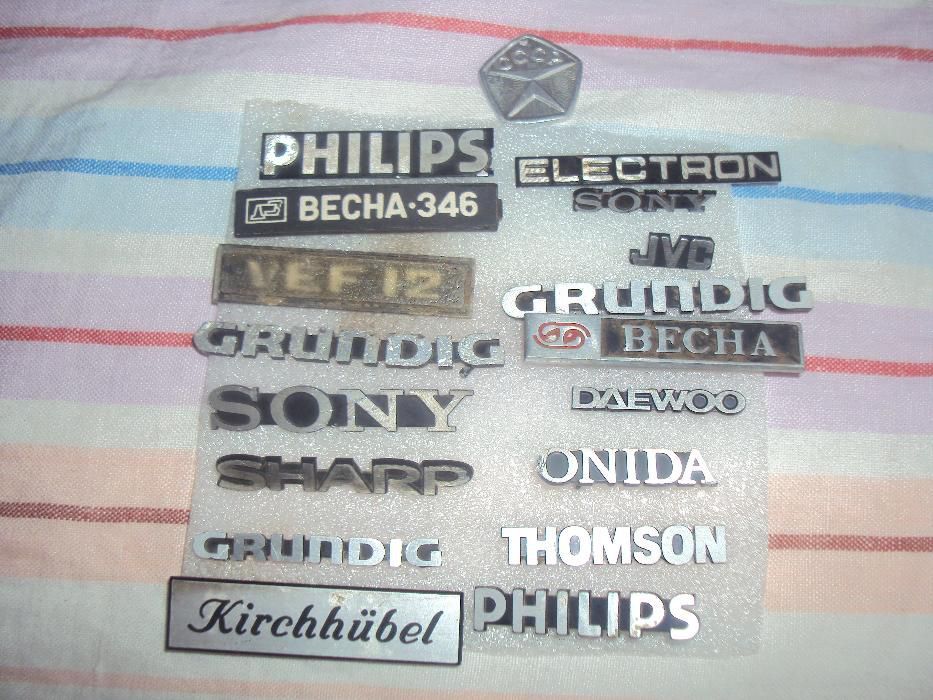 СССР
PHILIPS
ВЕСНА·346
VEF 12
GRUNDIG
SONY
SHARP
GRUNDIG
Kirchhübel
ELECTRON
SONY
JVC
GRUNDIG
ВЕСНА
DAEWOO
ONIDA
THOMSON
PHILIPS